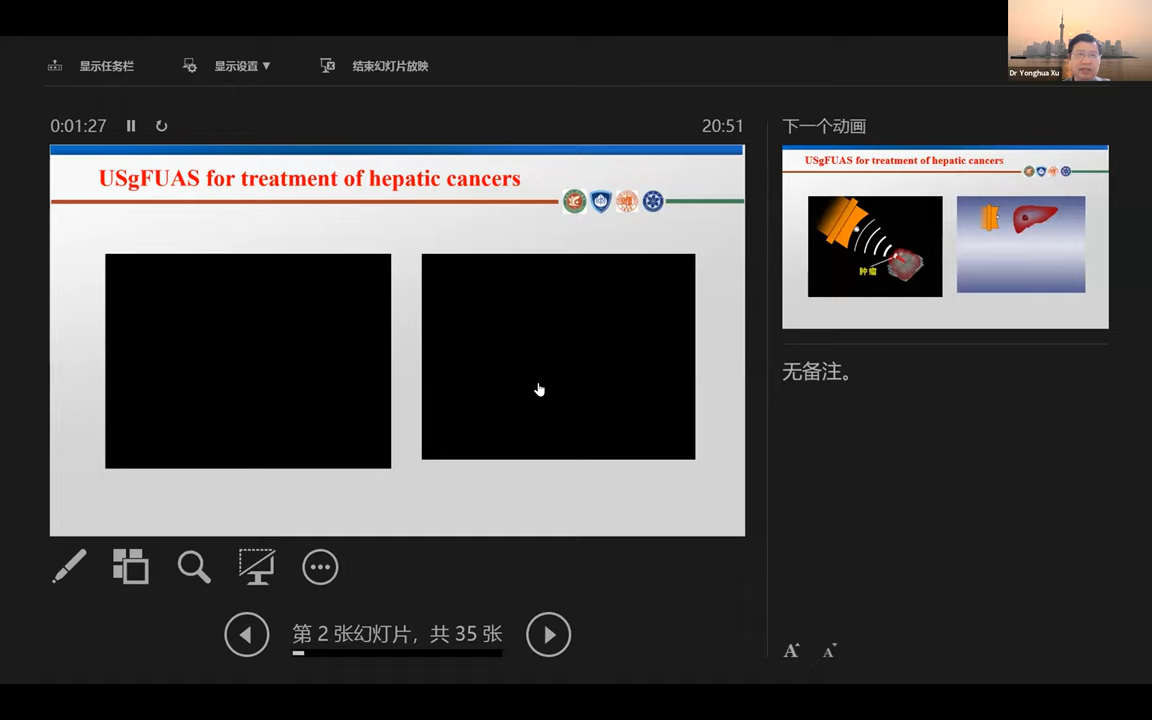 显示任务栏
显示设置▼
结束幻灯片放映
Dr Yonghua Xu
0:01:27
20:51
下一个动画
USgFUAS for treatment of hepatic cancers
USgFUAS for treatment of hepatic cancers
肿瘤
无备注。
第 2 张幻灯片，共 35 张
A
A